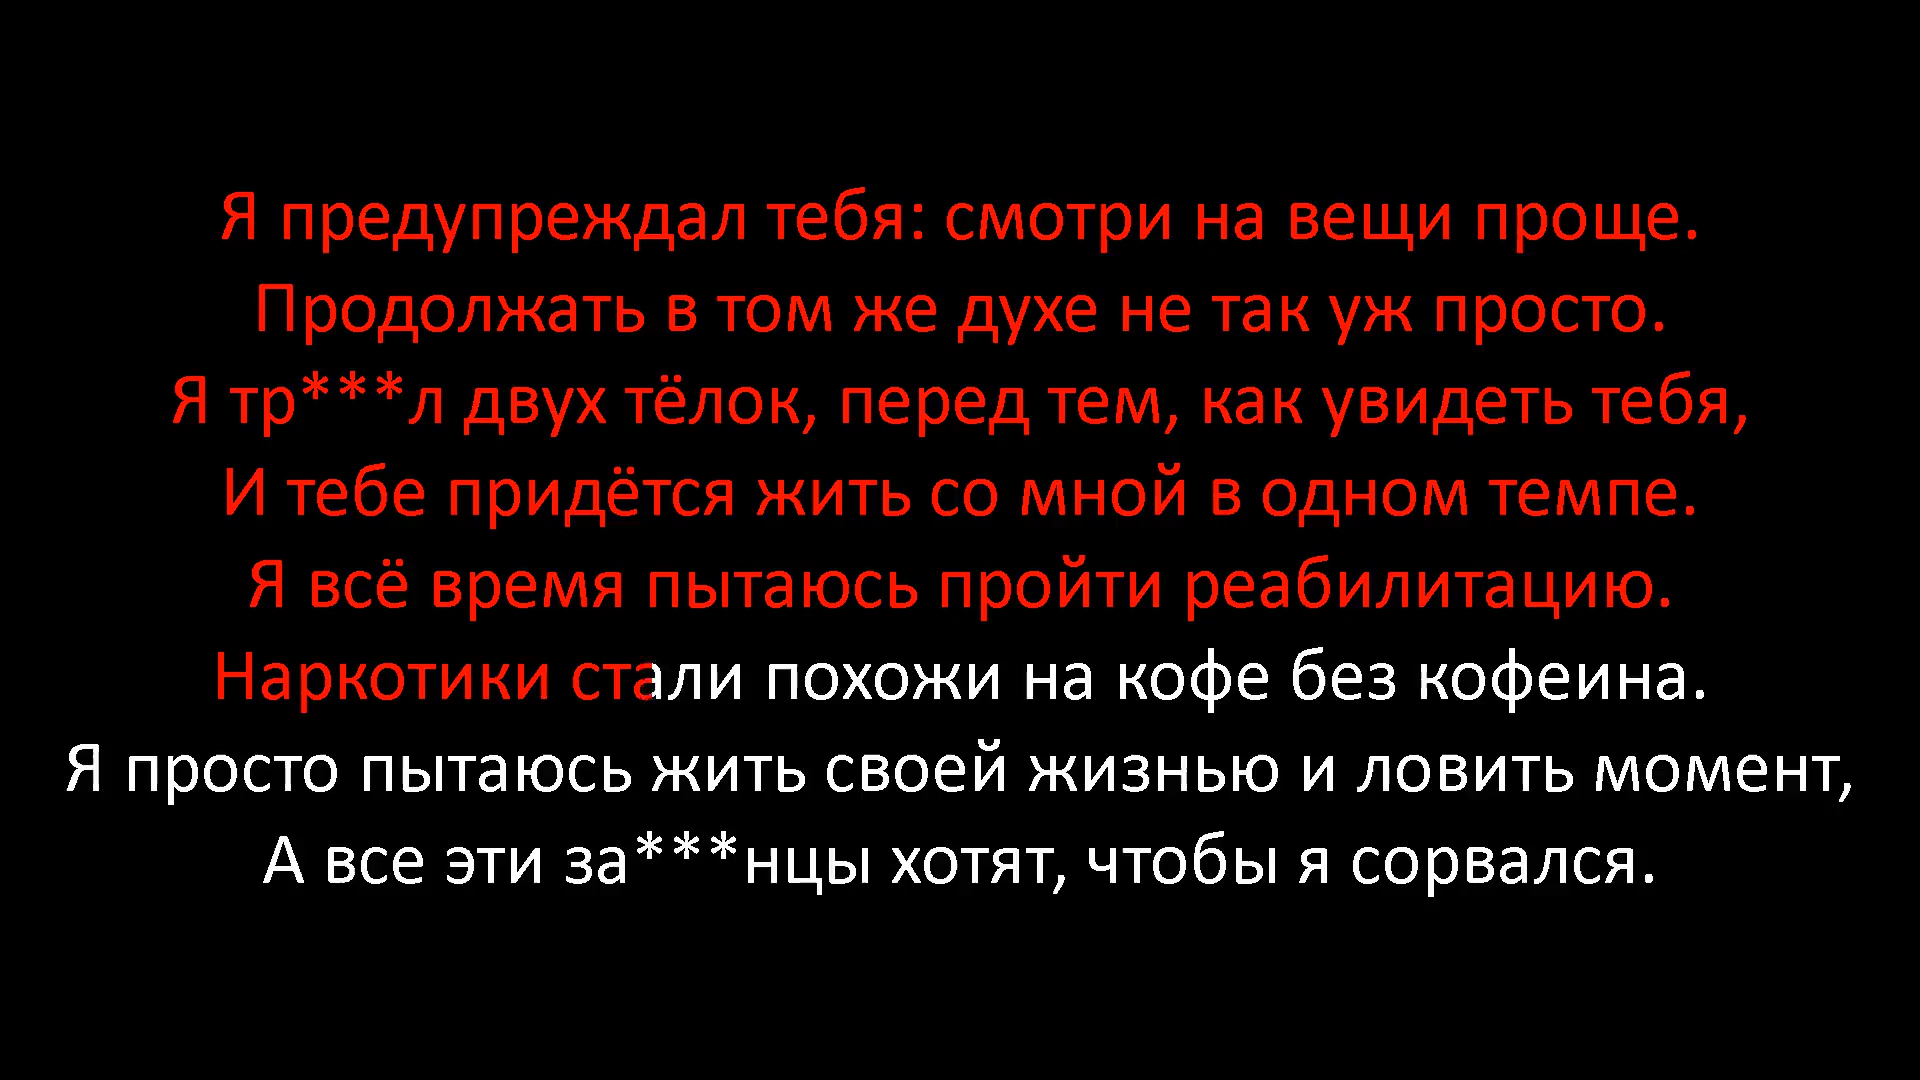 Я предупреждал тебя: смотри на вещи проще.
Продолжать в том же духе не так уж просто.
Я тр***л двух тёлок, перед тем, как увидеть тебя,
И тебе придётся жить со мной в одном темпе.
Я всё время пытаюсь пройти реабилитацию.
Наркотики стали похожи на кофе без кофеина.
Я просто пытаюсь жить своей жизнью и ловить момент,
А все эти за***нцы хотят, чтобы я сорвался.